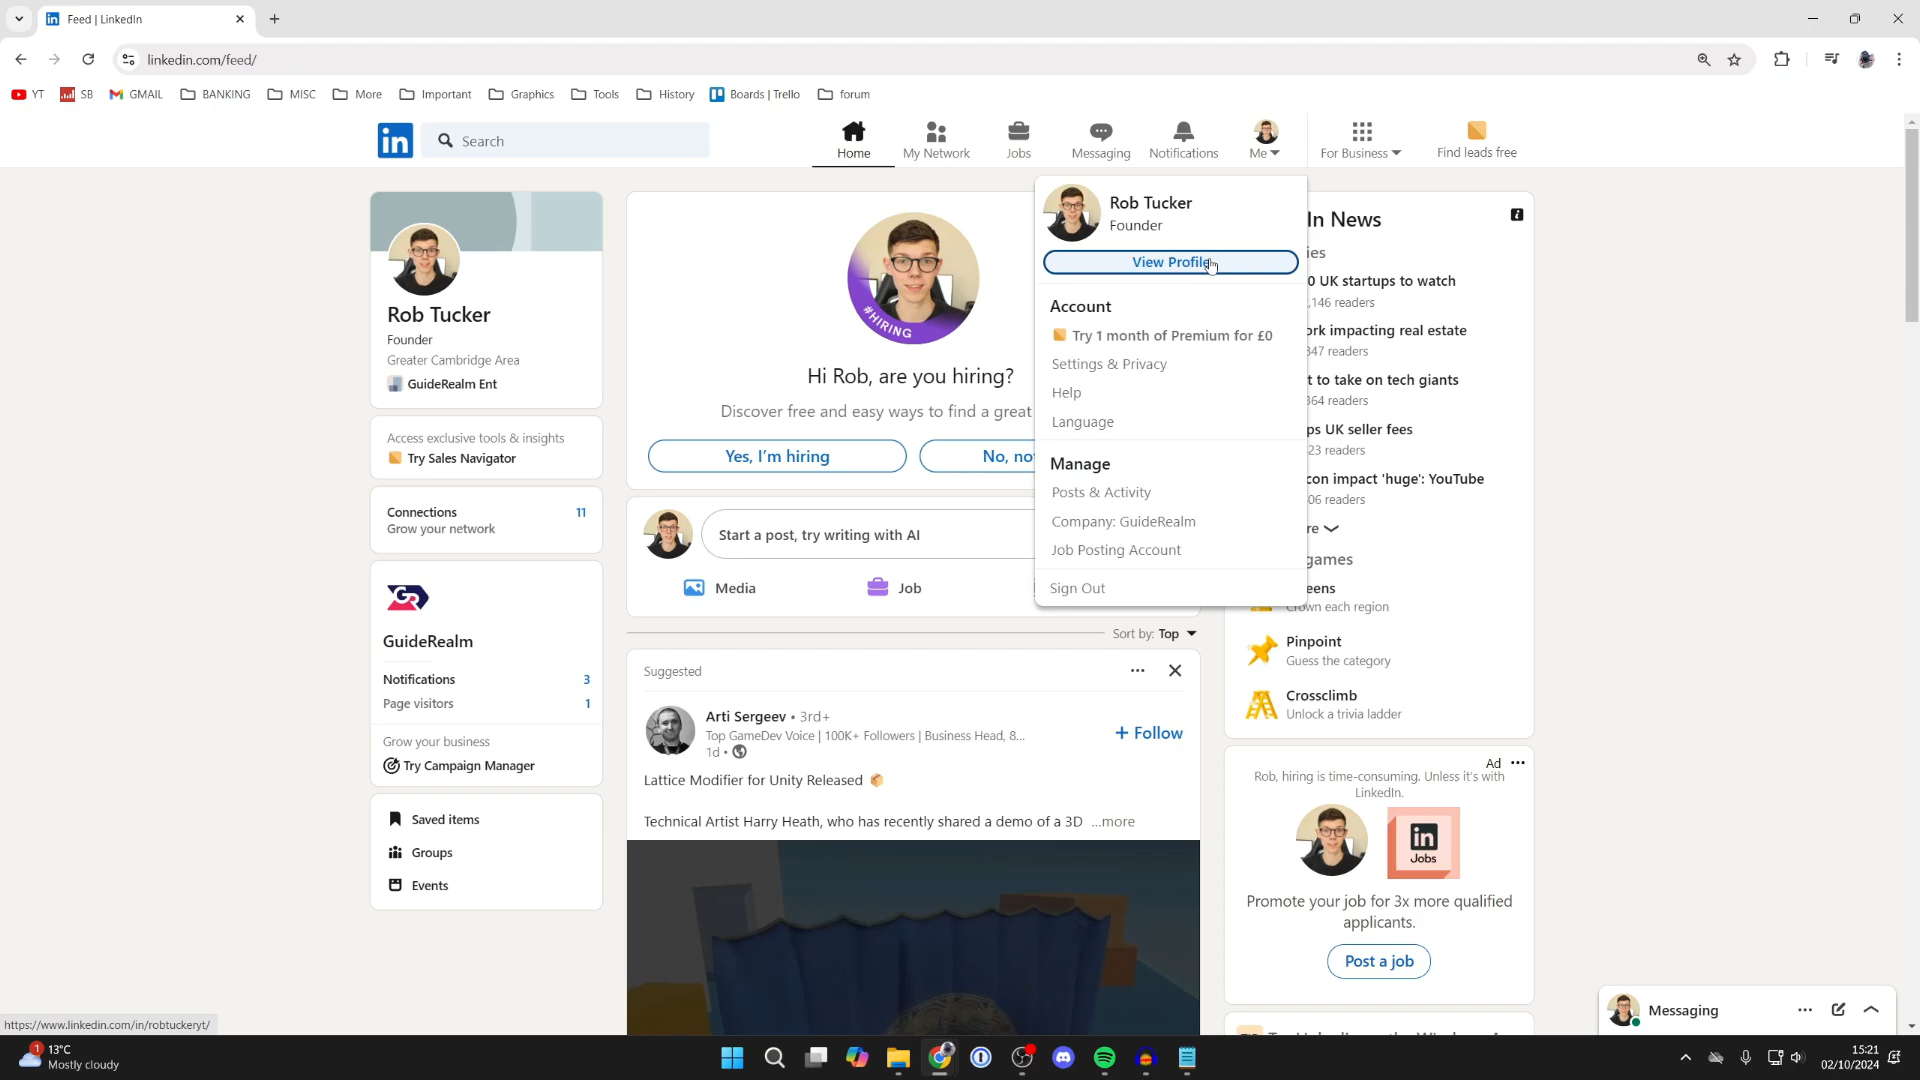 Feed | LinkedIn
linkedin.com/feed/
YT
SB
GMAIL
BANKING
MISC
More
Important
Graphics
Tools
History
Boards | Trello
forum
in
Search
Home
My Network
Jobs
Messaging
Notifications
Me
For Business
Find leads free
Rob Tucker
Founder
Greater Cambridge Area
GuideRealm Ent
Access exclusive tools & insights
Try Sales Navigator
Connections 11
Grow your network
GR
GuideRealm
Notifications 3
Page visitors 1
Grow your business
Try Campaign Manager
Saved items
Groups
Events
#HIRING
Hi Rob, are you hiring?
Discover free and easy ways to find a great
Yes, I'm hiring
No,
Start a post, try writing with AI
Media
Job
Sort by: Top
Suggested
Arti Sergeev • 3rd+
Top GameDev Voice | 100K+ Followers | Business Head, 8...
1d •
+ Follow
Lattice Modifier for Unity Released
Technical Artist Harry Heath, who has recently shared a demo of a 3D ...more
Rob Tucker
Founder
View Profile
Account
Try 1 month of Premium for £0
Settings & Privacy
Help
Language
Manage
Posts & Activity
Company: GuideRealm
Job Posting Account
Sign Out
In News
0 UK startups to watch
,146 readers
impacting real estate
347 readers
t to take on tech giants
364 readers
UK seller fees
23 readers
impact 'huge': YouTube
06 readers
games
Crown each region
Pinpoint
Guess the category
Crossclimb
Unlock a trivia ladder
Ad
Rob, hiring is time-consuming. Unless it's with
LinkedIn.
in
Jobs
Promote your job for 3x more qualified
applicants.
Post a job
Messaging
https://www.linkedin.com/in/robtuckeryt/
1
13°C
Mostly cloudy
15:21
02/10/2024